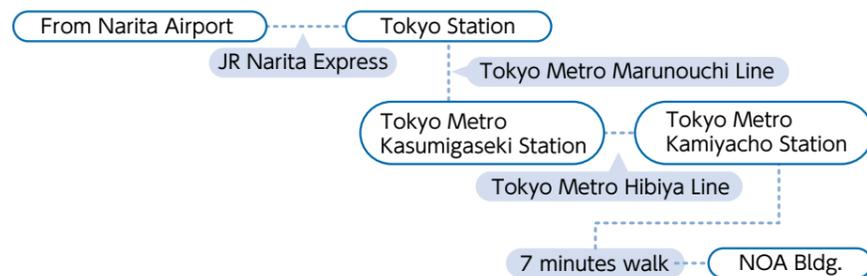 From Narita Airport
Tokyo Station
JR Narita Express
Tokyo Metro Marunouchi Line
Tokyo Metro
Kasumigaseki Station
Tokyo Metro
Kamiyacho Station
Tokyo Metro Hibiya Line
7 minutes walk
NOA Bldg.